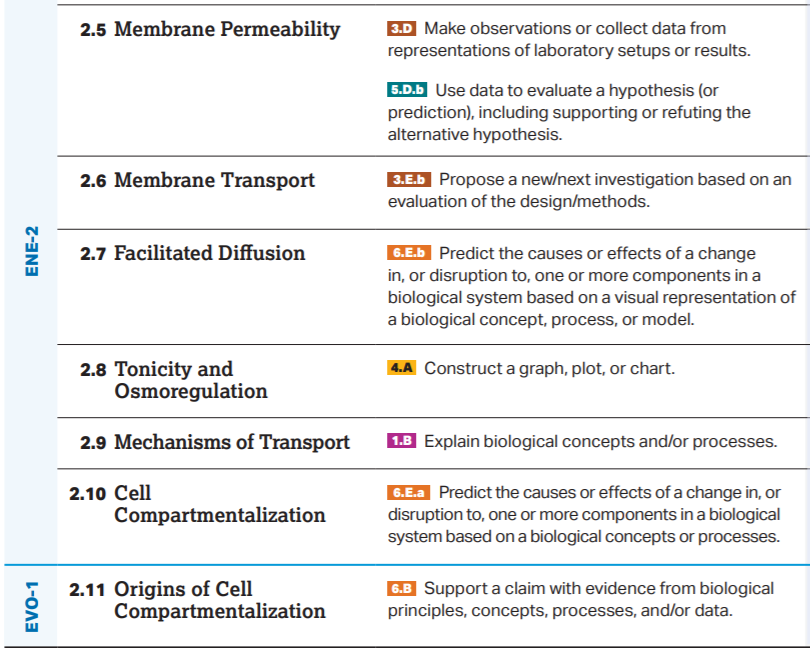 2.5 Membrane Permeability
3.D Make observations or collect data from
representations of laboratory setups or results.
5.D.b Use data to evaluate a hypothesis (or
prediction), including supporting or refuting the
alternative hypothesis.
ENE-2
2.6 Membrane Transport
3.E.b Propose a new/next investigation based on an
evaluation of the design/methods.
2.7 Facilitated Diffusion
6.E.b Predict the causes or effects of a change
in, or disruption to, one or more components in a
biological system based on a visual representation of
a biological concept, process, or model.
2.8 Tonicity and
Osmoregulation
4.A Construct a graph, plot, or chart.
2.9 Mechanisms of Transport
1.B Explain biological concepts and/or processes.
2.10 Cell
Compartmentalization
6.E.a Predict the causes or effects of a change in, or
disruption to, one or more components in a biological
system based on a biological concepts or processes.
EVO-1
2.11 Origins of Cell
Compartmentalization
6.B Support a claim with evidence from biological
principles, concepts, processes, and/or data.